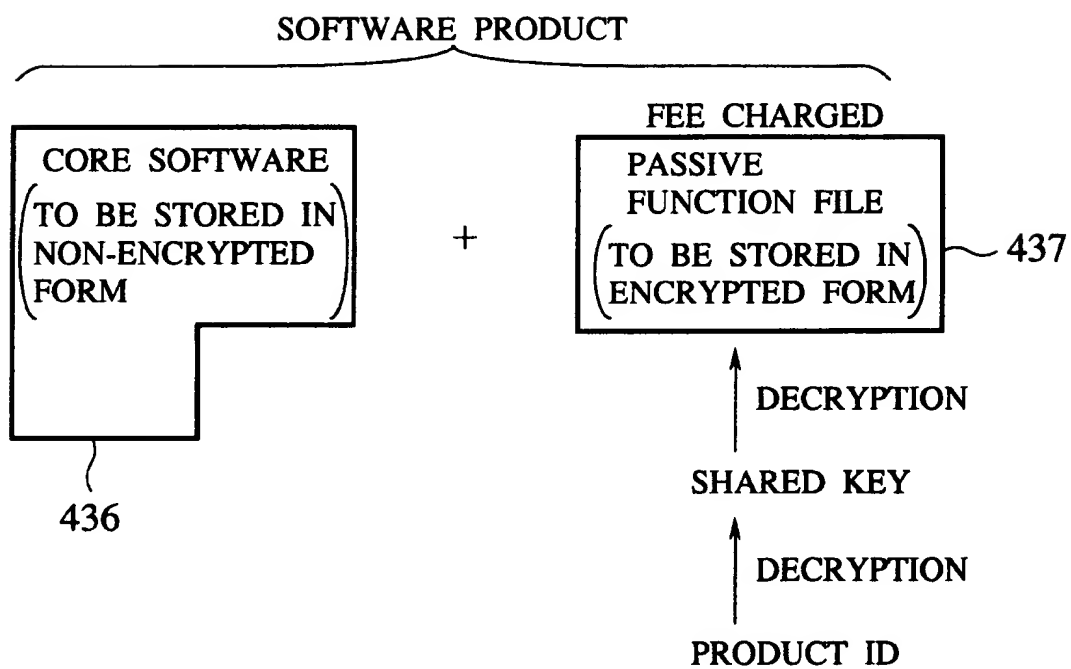 SOFTWARE PRODUCT
CORE SOFTWARE
(TO BE STORED IN
NON-ENCRYPTED
FORM)
436
+
FEE CHARGED
PASSIVE
FUNCTION FILE
(TO BE STORED IN
ENCRYPTED FORM)
437
DECRYPTION
SHARED KEY
DECRYPTION
PRODUCT ID